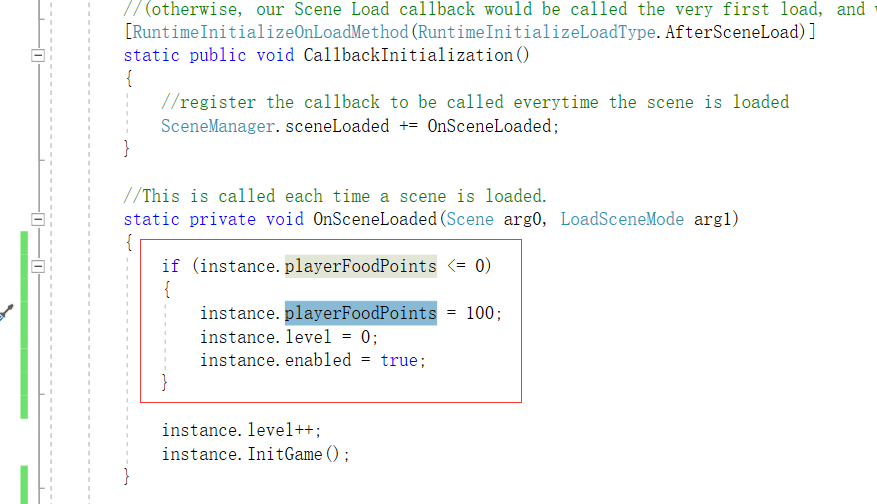 //(otherwise, our Scene Load callback would be called the very first load, and
[RuntimeInitializeOnLoadMethod(RuntimeInitializeLoadType.AfterSceneLoad)]
static public void CallbackInitialization()
{
//register the callback to be called everytime the scene is loaded
SceneManager.sceneLoaded += OnSceneLoaded;
}
//This is called each time a scene is loaded.
static private void OnSceneLoaded(Scene arg0, LoadSceneMode arg1)
{
if (instance.playerFoodPoints <= 0)
{
instance.playerFoodPoints = 100;
instance.level = 0;
instance.enabled = true;
}
instance.level++;
instance.InitGame();
}